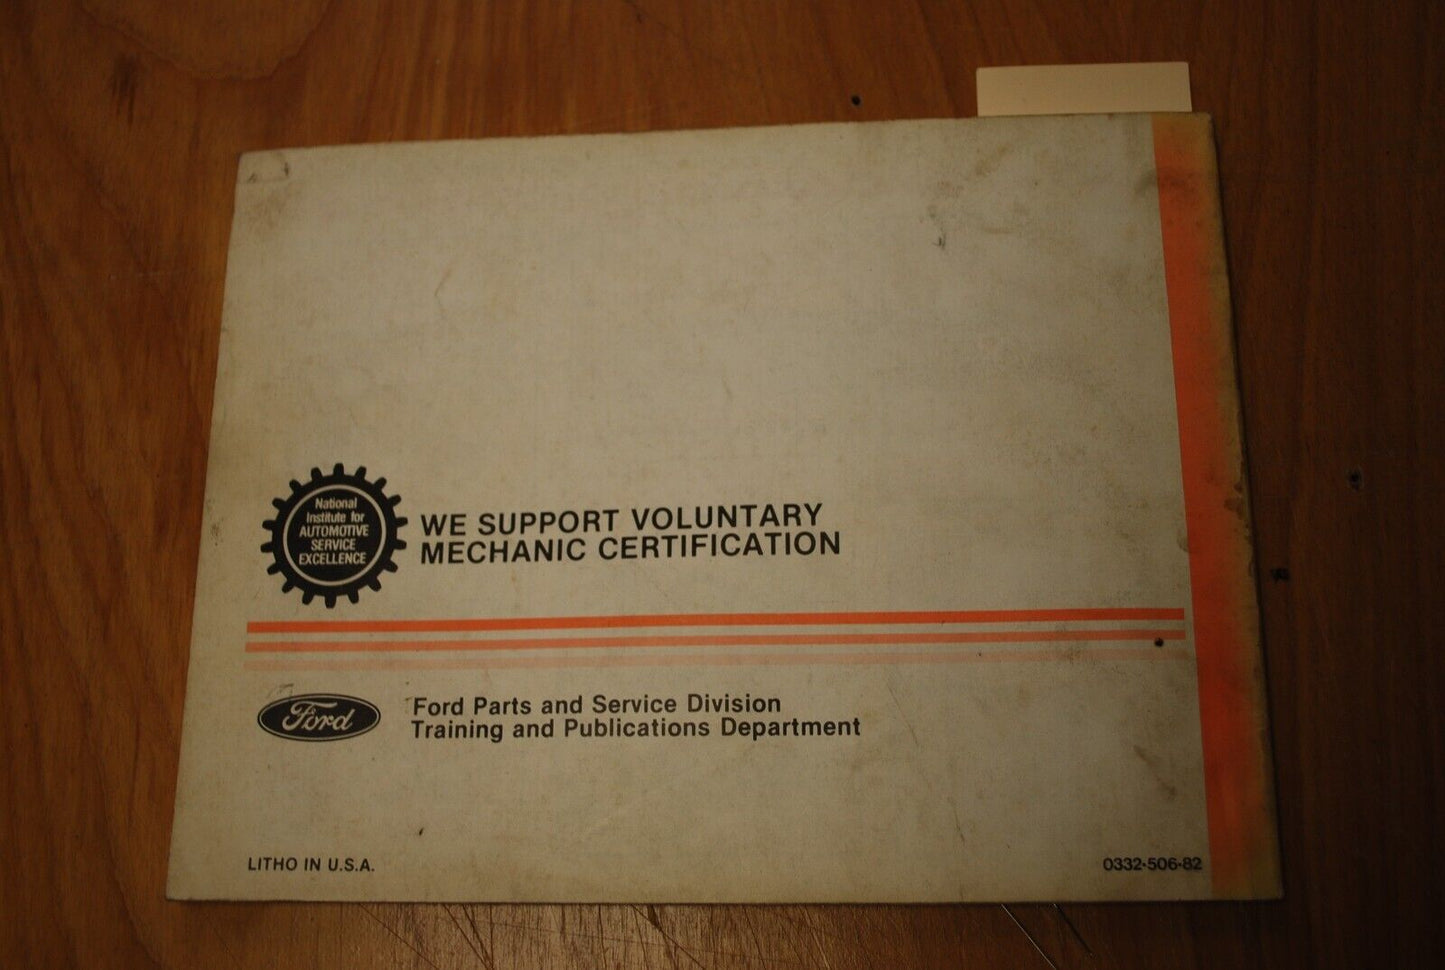 National
Institute for
AUTOMOTIVE
SERVICE
EXCELLENCE
WE SUPPORT VOLUNTARY
MECHANIC CERTIFICATION
Ford
Ford Parts and Service Division
Training and Publications Department
LITHO IN U.S.A.
0332-506-82